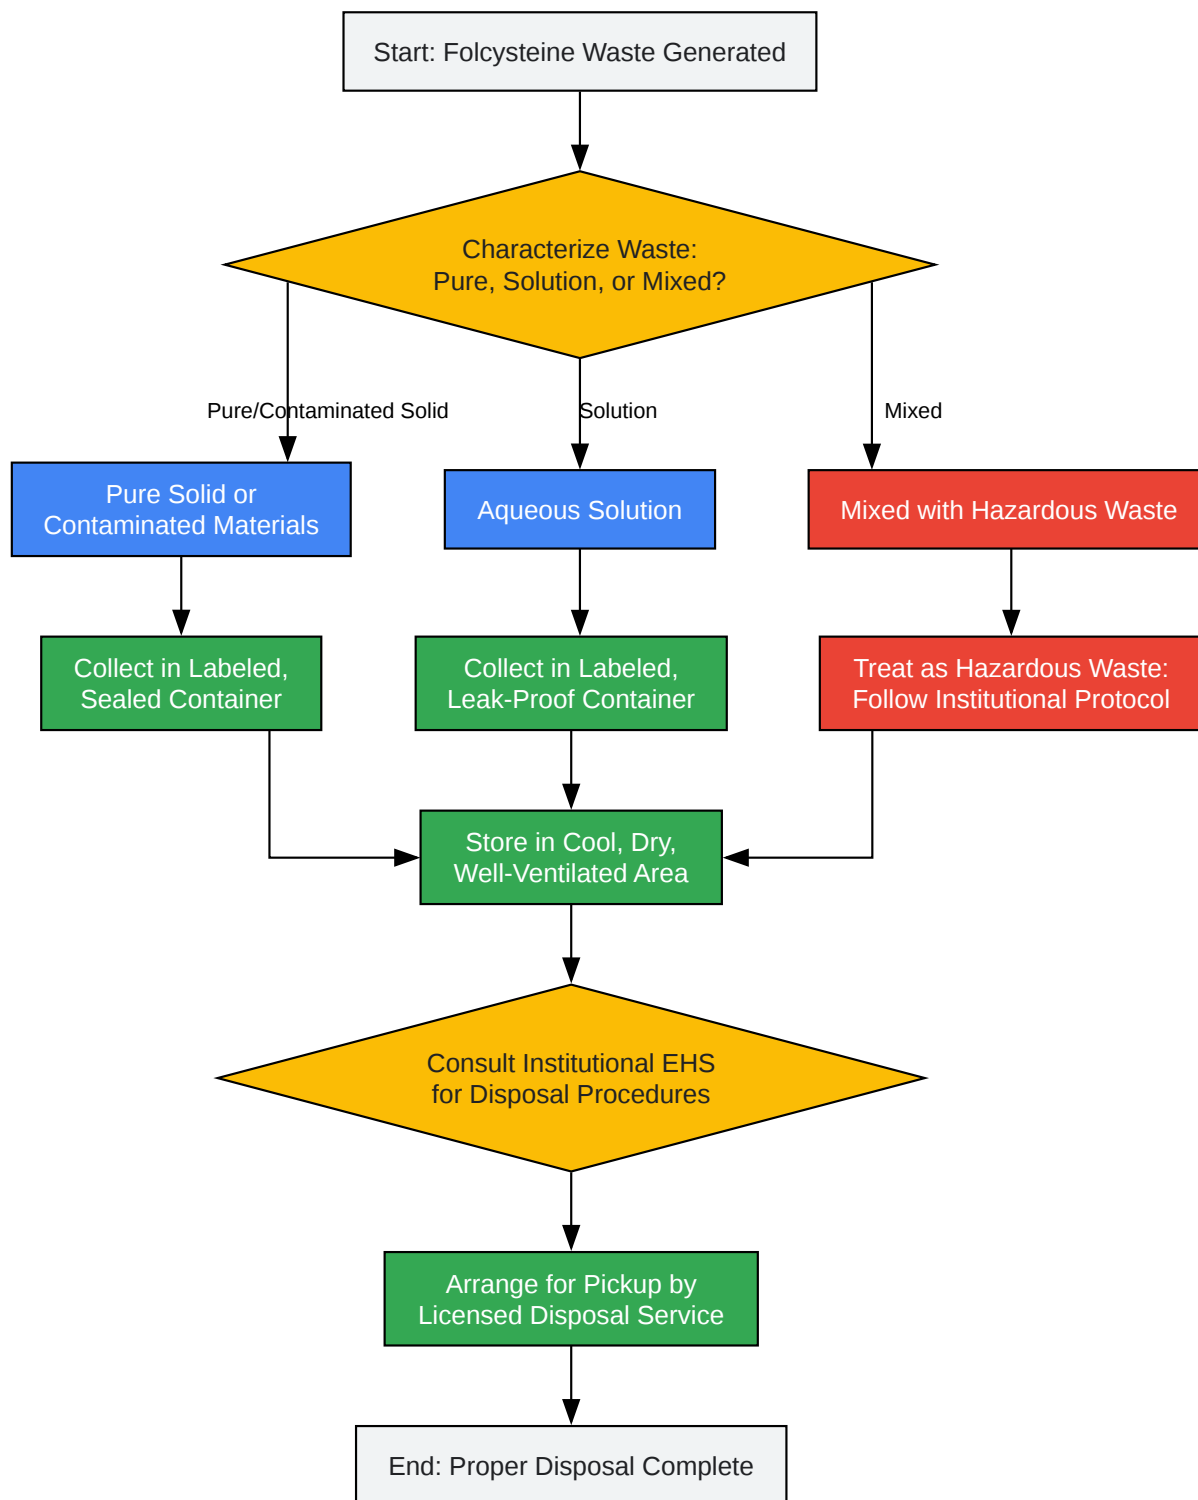 Start: Folcysteine Waste Generated
Characterize Waste:
Pure, Solution, or Mixed?
Pure/Contaminated Solid
Solution
Mixed
Pure Solid or
Contaminated Materials
Aqueous Solution
Mixed with Hazardous Waste
Collect in Labeled,
Sealed Container
Collect in Labeled,
Leak-Proof Container
Treat as Hazardous Waste:
Follow Institutional Protocol
Store in Cool, Dry,
Well-Ventilated Area
Consult Institutional EHS
for Disposal Procedures
Arrange for Pickup by
Licensed Disposal Service
End: Proper Disposal Complete